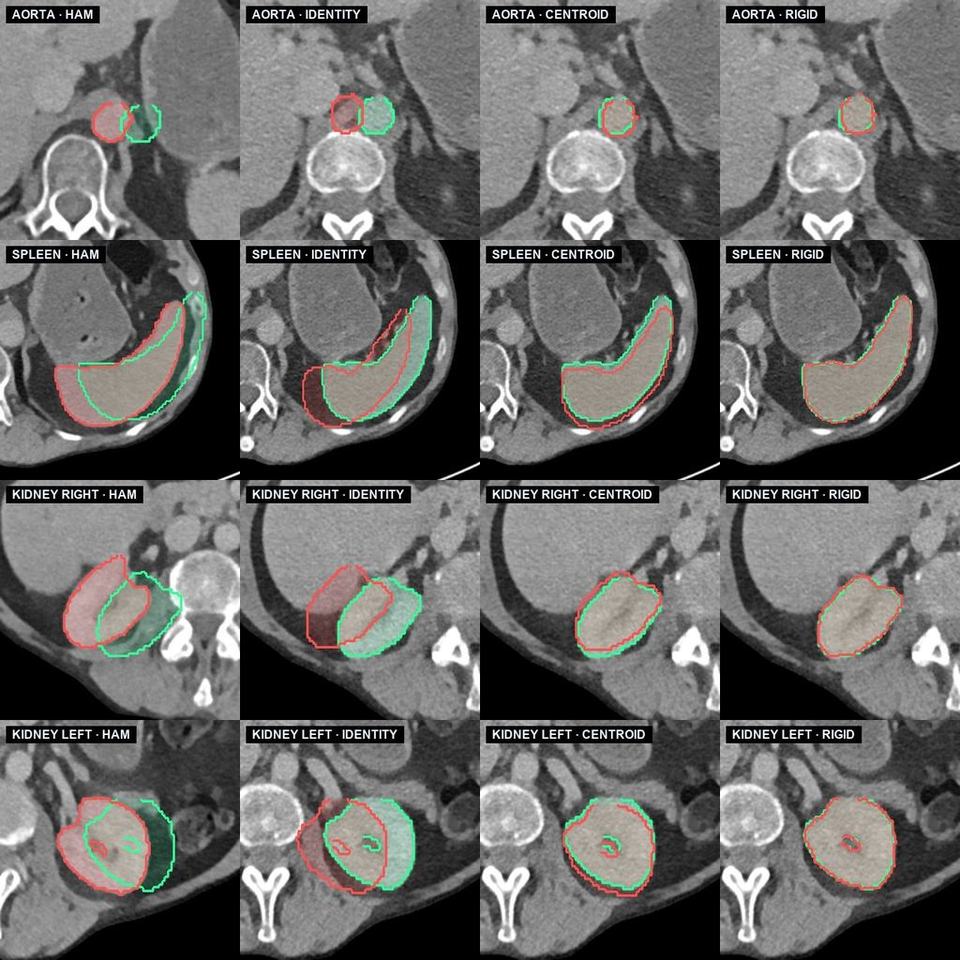 AORTA · HAM
AORTA · IDENTITY
AORTA · CENTROID
AORTA · RIGID
SPLEEN · HAM
SPLEEN · IDENTITY
SPLEEN · CENTROID
SPLEEN · RIGID
KIDNEY RIGHT · HAM
KIDNEY RIGHT · IDENTITY
KIDNEY RIGHT · CENTROID
KIDNEY RIGHT · RIGID
KIDNEY LEFT · HAM
KIDNEY LEFT · IDENTITY
KIDNEY LEFT · CENTROID
KIDNEY LEFT · RIGID